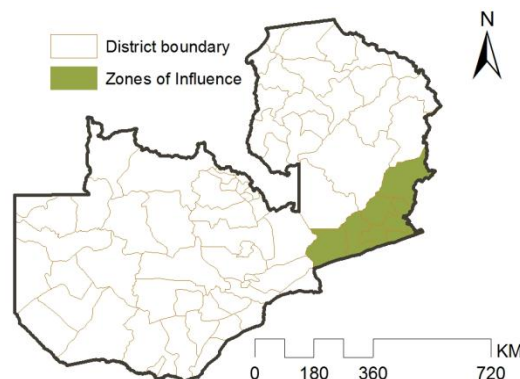 N
District boundary
Zones of Influence
KM
0 180 360 720